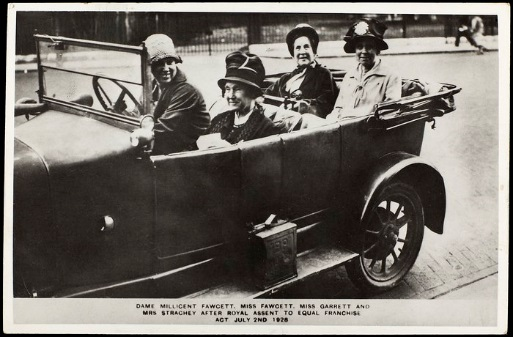 DAME MILLICENT FAWCETT, MISS FAWCETT, MISS GARRETT AND
MRS STRACHEY AFTER ROYAL ASSENT TO EQUAL FRANCHISE
ACT JULY 2ND 1928